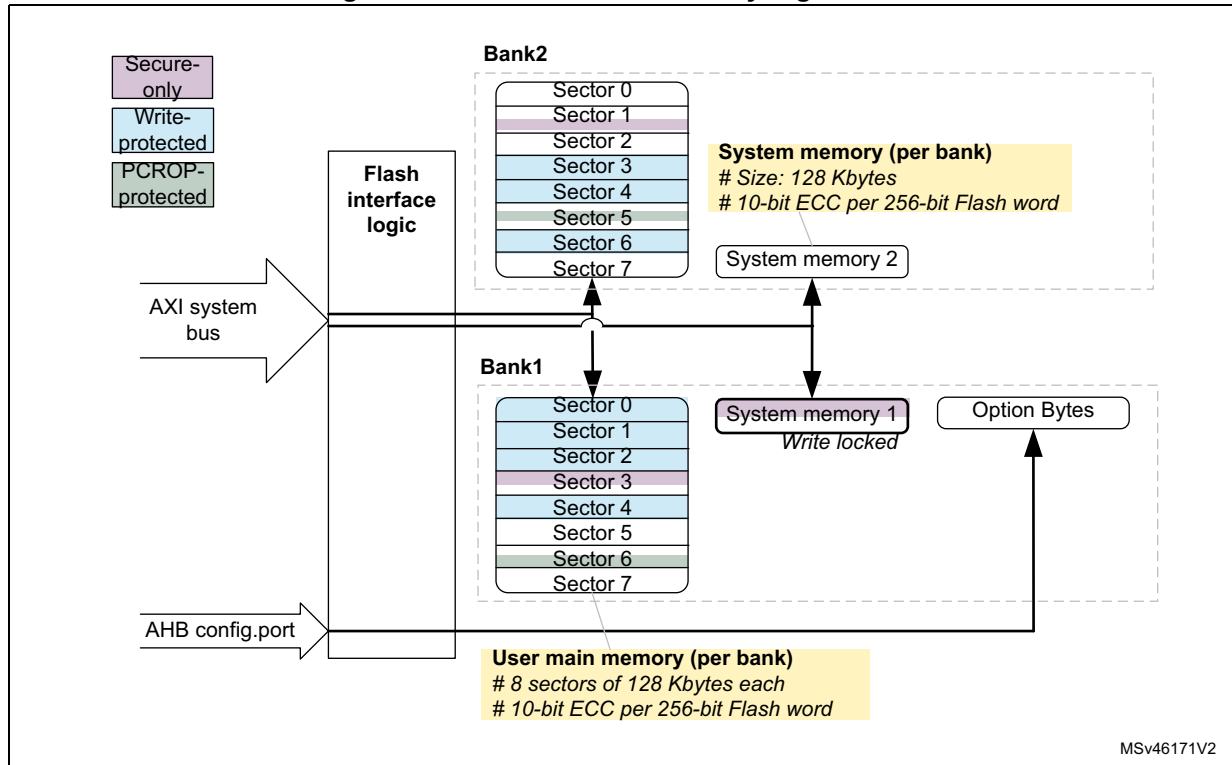 Secure-
only
Write-
protected
PCROP-
protected
Flash
interface
logic
AXI system
bus
AHB config.port
Bank2
Sector 0
Sector 1
Sector 2
Sector 3
Sector 4
Sector 5
Sector 6
Sector 7
System memory (per bank)
# Size: 128 Kbytes
# 10-bit ECC per 256-bit Flash word
System memory 2
Bank1
Sector 0
Sector 1
Sector 2
Sector 3
Sector 4
Sector 5
Sector 6
Sector 7
System memory 1
Write locked
Option Bytes
User main memory (per bank)
# 8 sectors of 128 Kbytes each
# 10-bit ECC per 256-bit Flash word
MSv46171V2